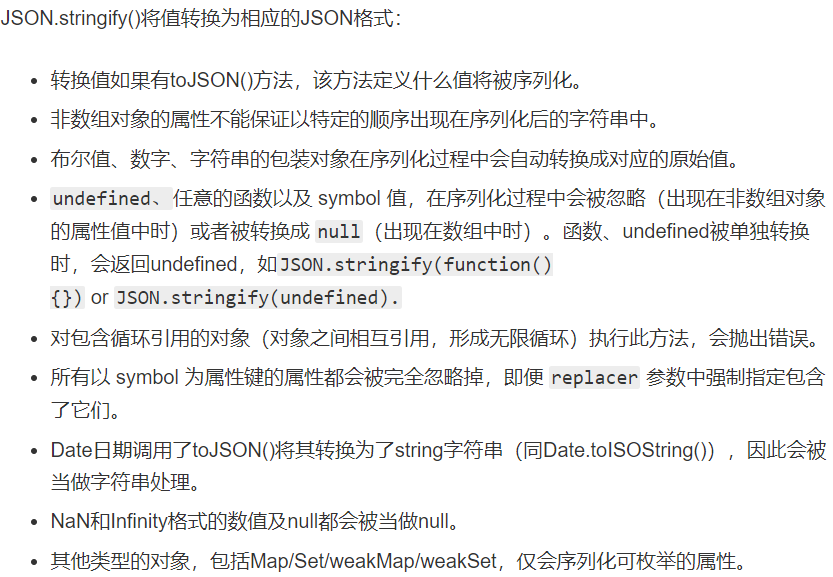 JSON.stringify()将值转换为相应的JSON格式：
• 转换值如果有toJSON()方法，该方法定义什么值将被序列化。
• 非数组对象的属性不能保证以特定的顺序出现在序列化后的字符串中。
• 布尔值、数字、字符串的包装对象在序列化过程中会自动转换成对应的原始值。
• undefined、任意的函数以及 symbol 值，在序列化过程中会被忽略（出现在非数组对象
的属性值中时）或者被转换成 null（出现在数组中时）。函数、undefined被单独转换
时，会返回undefined，如JSON.stringify(function()
{}) or JSON.stringify(undefined).
• 对包含循环引用的对象（对象之间相互引用，形成无限循环）执行此方法，会抛出错误。
• 所有以 symbol 为属性键的属性都会被完全忽略掉，即便 replacer 参数中强制指定包含
了它们。
• Date日期调用了toJSON()将其转换为了string字符串（同Date.toISOString()），因此会被
当做字符串处理。
• NaN和Infinity格式的数值及null都会被当做null。
• 其他类型的对象，包括Map/Set/weakMap/weakSet，仅会序列化可枚举的属性。